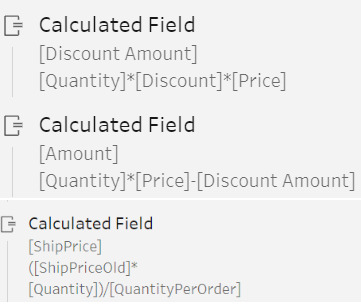 Calculated Field
[Discount Amount]
[Quantity]*[Discount]*[Price]
Calculated Field
[Amount]
[Quantity]*[Price]-[Discount Amount]
Calculated Field
[ShipPrice]
([ShipPriceOld]*
[Quantity])/[QuantityPerOrder]